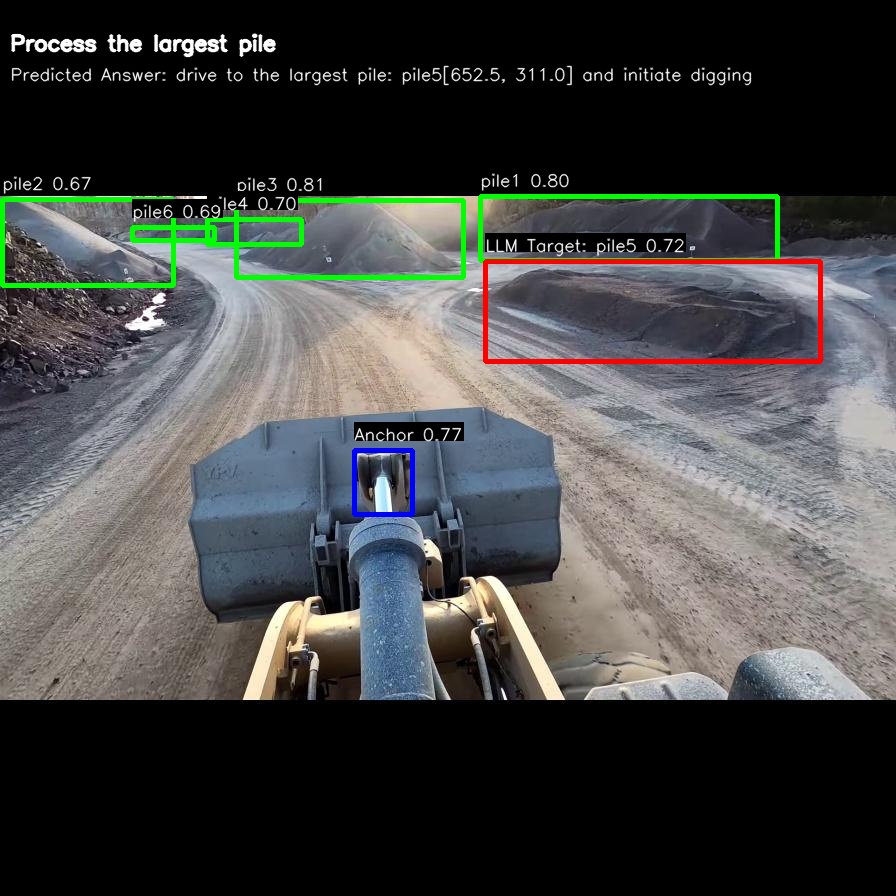 Process the largest pile
Predicted Answer: drive to the largest pile: pile5[652.5, 311.0] and initiate digging
pile2 0.67
pile3 0.81
pile1 0.80
pile6 0.69
le4 0.70
LLM Target: pile5 0.72
Anchor 0.77